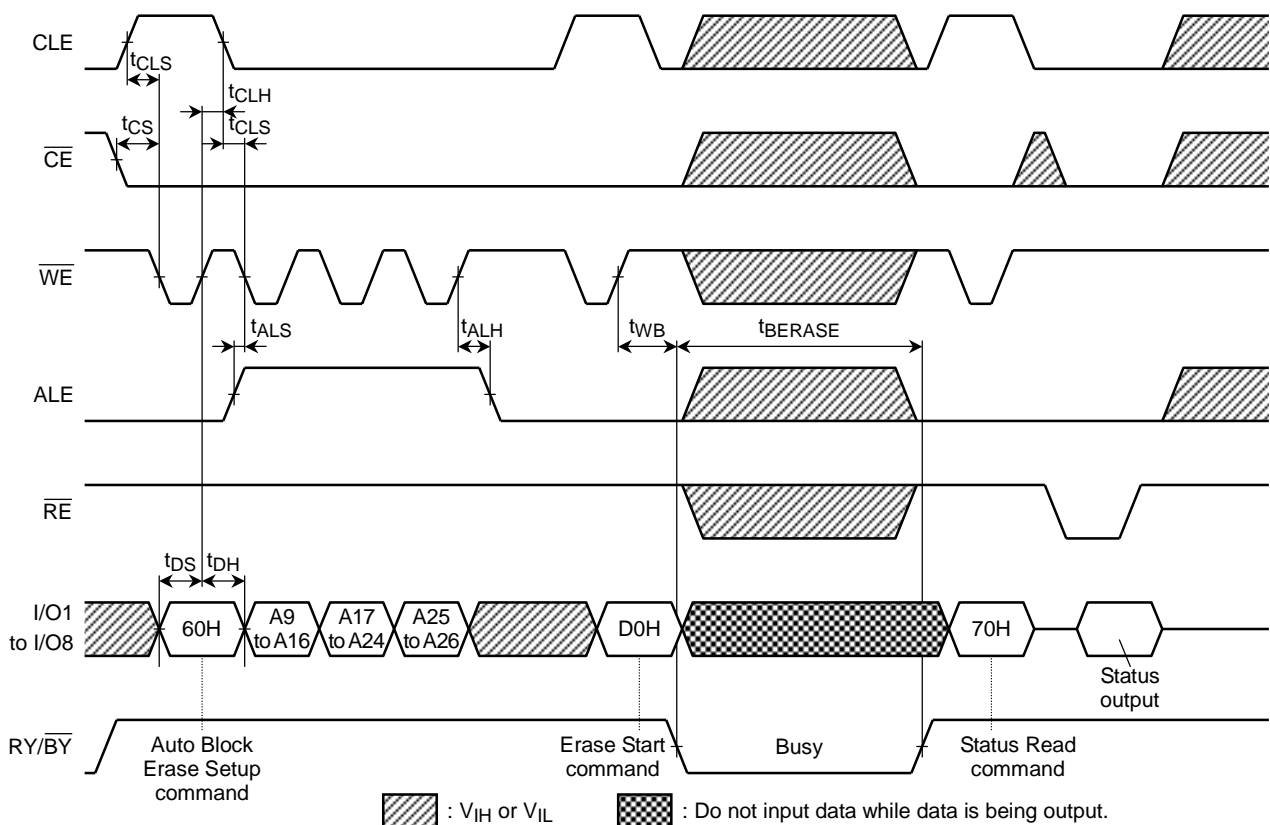 CLE
tCLS
tCLH
tCS
tCLS
CE
WE
tALS
tALH
tWB
tBERASE
ALE
RE
tDS
tDH
I/O1
to I/O8
60H
A9
to A16
A17
to A24
A25
to A26
D0H
70H
Status
output
RY/BY
Auto Block
Erase Setup
command
Erase Start
command
Busy
Status Read
command
: VIH or VIL
: Do not input data while data is being output.